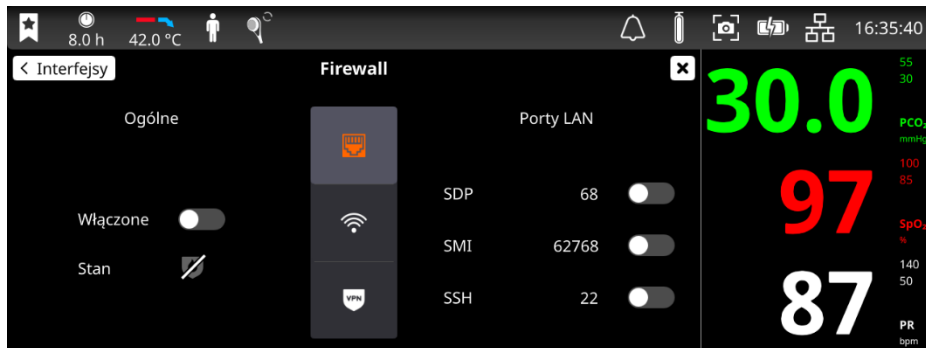 8.0 h
42.0 °C
16:35:40
< Interfejsy
Firewall
Ogólne
Włączone
Stan
VPN
Porty LAN
SDP 68
SMI 62768
SSH 22
30.0
55
30
PCO₂
mmHg
97
100
85
SpO₂
%
87
140
50
PR
bpm